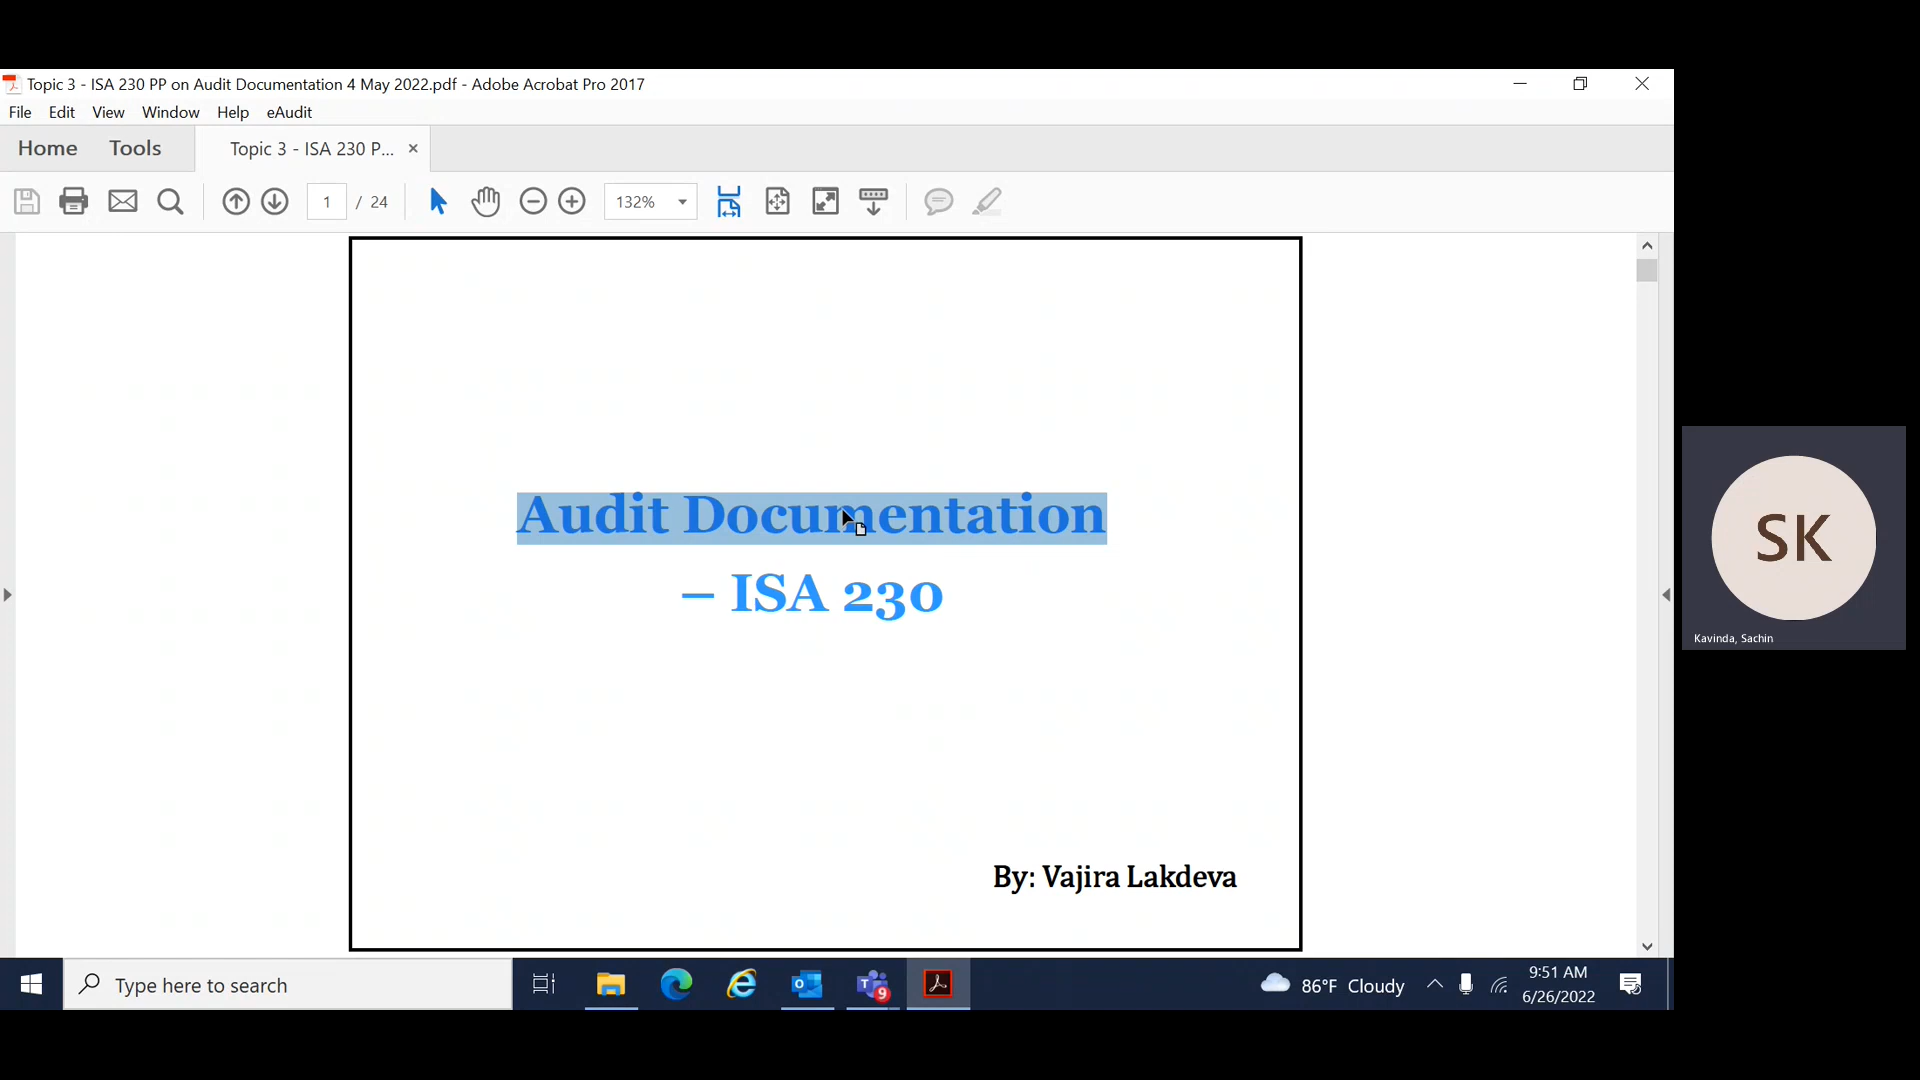 Topic 3 - ISA 230 PP on Audit Documentation 4 May 2022.pdf - Adobe Acrobat Pro 2017
File Edit View Window Help eAudit
Home Tools Topic 3 - ISA 230 P... ×
1 / 24 132%
Audit Documentation
– ISA 230
By: Vajira Lakdeva
SK
Kavinda, Sachin
Type here to search
9
86°F Cloudy
9:51 AM
6/26/2022